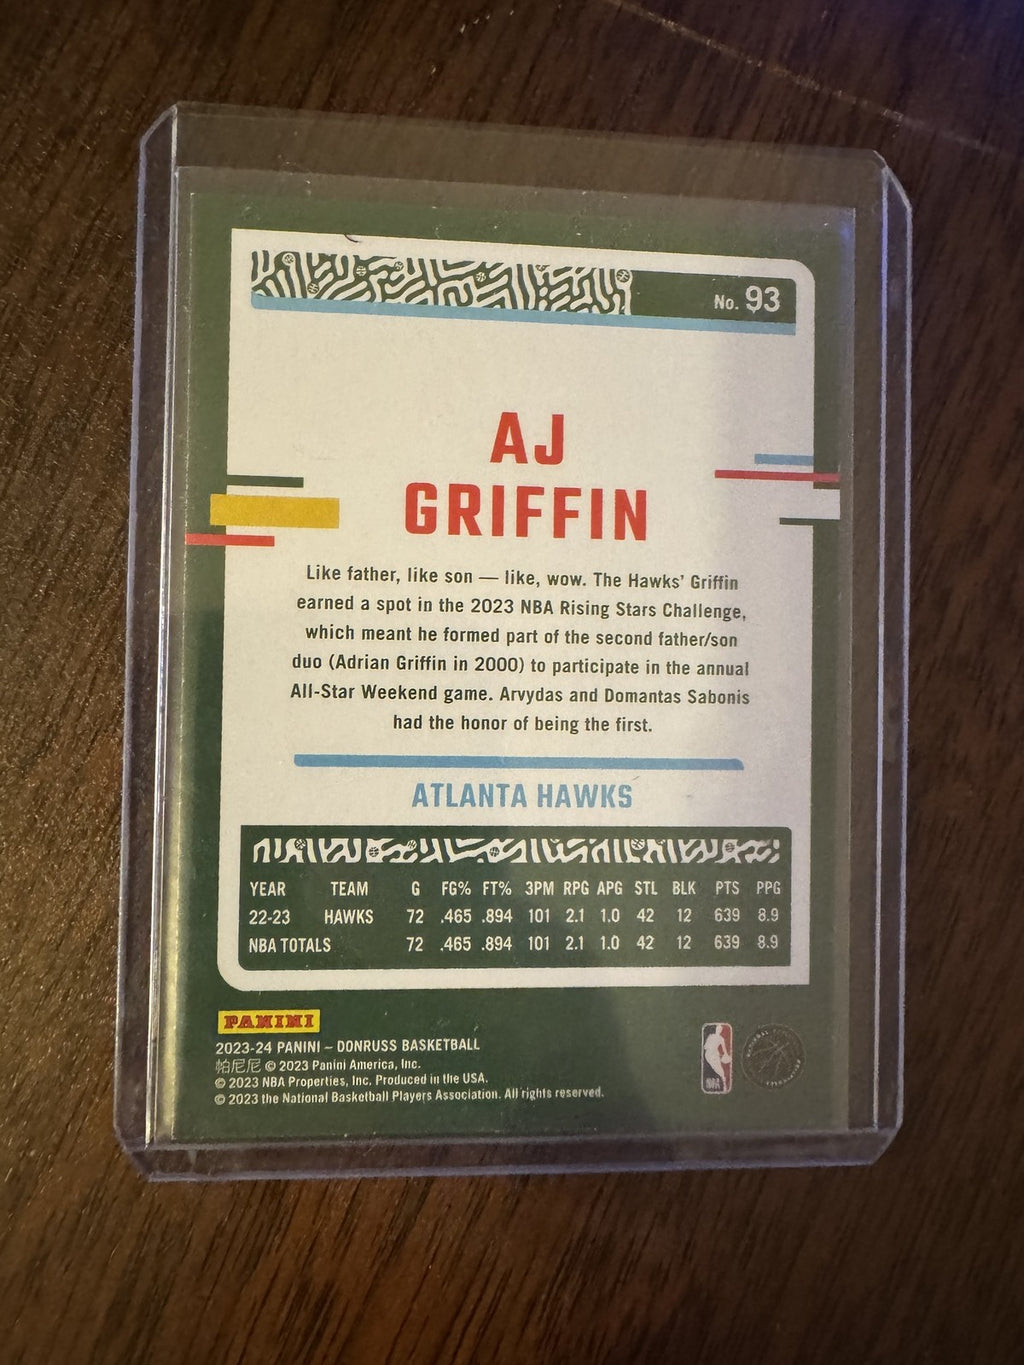 No. 93
AJ
GRIFFIN
Like father, like son — like, wow. The Hawks' Griffin
earned a spot in the 2023 NBA Rising Stars Challenge,
which meant he formed part of the second father/son
duo (Adrian Griffin in 2000) to participate in the annual
All-Star Weekend game. Arvydas and Domantas Sabonis
had the honor of being the first.
ATLANTA HAWKS
YEAR TEAM G FG% FT% 3PM RPG APG STL BLK PTS PPG
22-23 HAWKS 72 .465 .894 101 2.1 1.0 42 12 639 8.9
NBA TOTALS 72 .465 .894 101 2.1 1.0 42 12 639 8.9
PANINI
2023-24 PANINI – DONRUSS BASKETBALL
帕尼尼 © 2023 Panini America, Inc.
© 2023 NBA Properties, Inc. Produced in the USA.
© 2023 the National Basketball Players Association. All rights reserved.
NBA